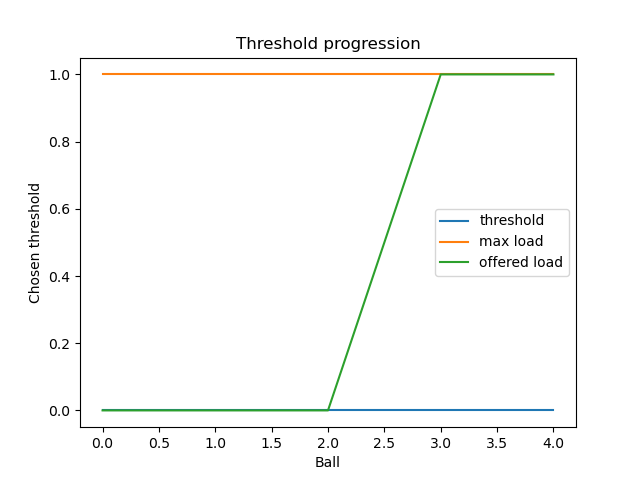 Threshold progression
Chosen threshold
1.0
0.8
0.6
0.4
0.2
0.0
threshold
max load
offered load
0.0 0.5 1.0 1.5 2.0 2.5 3.0 3.5 4.0
Ball